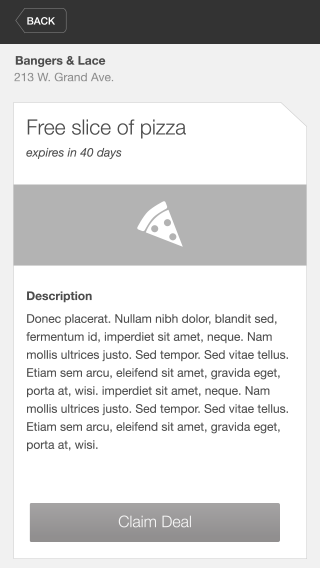 BACK
Bangers & Lace
213 W. Grand Ave.
Free slice of pizza
expires in 40 days
Description
Donec placerat. Nullam nibh dolor, blandit sed,
fermentum id, imperdiet sit amet, neque. Nam
mollis ultrices justo. Sed tempor. Sed vitae tellus.
Etiam sem arcu, eleifend sit amet, gravida eget,
porta at, wisi. imperdiet sit amet, neque. Nam
mollis ultrices justo. Sed tempor. Sed vitae tellus.
Etiam sem arcu, eleifend sit amet, gravida eget,
porta at, wisi.
Claim Deal